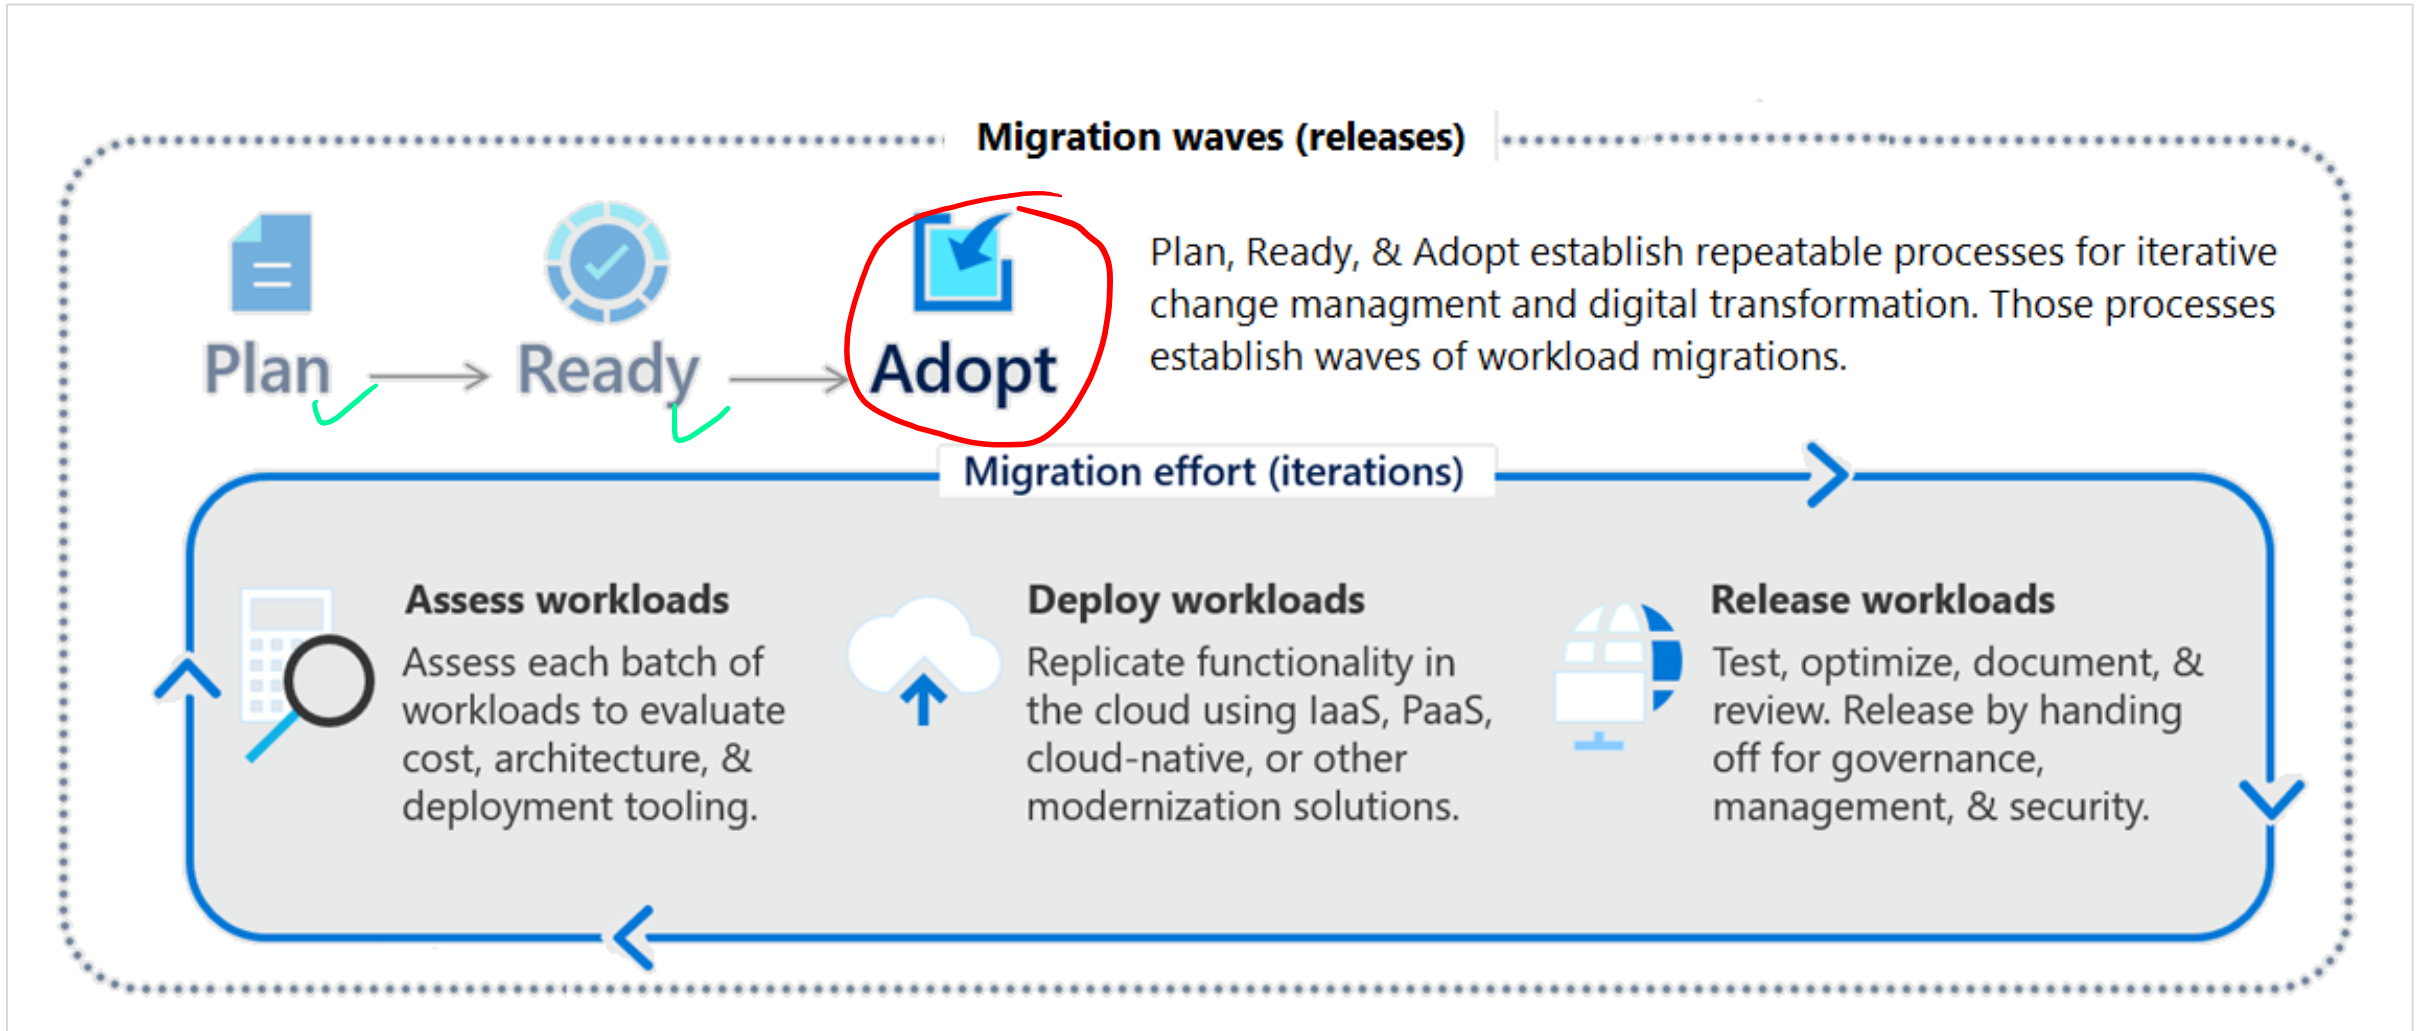 Migration waves (releases)
Plan
Ready
Adopt
Plan, Ready, & Adopt establish repeatable processes for iterative
change managment and digital transformation. Those processes
establish waves of workload migrations.
Migration effort (iterations)
Assess workloads
Assess each batch of
workloads to evaluate
cost, architecture, &
deployment tooling.
Deploy workloads
Replicate functionality in
the cloud using IaaS, PaaS,
cloud-native, or other
modernization solutions.
Release workloads
Test, optimize, document, &
review. Release by handing
off for governance,
management, & security.